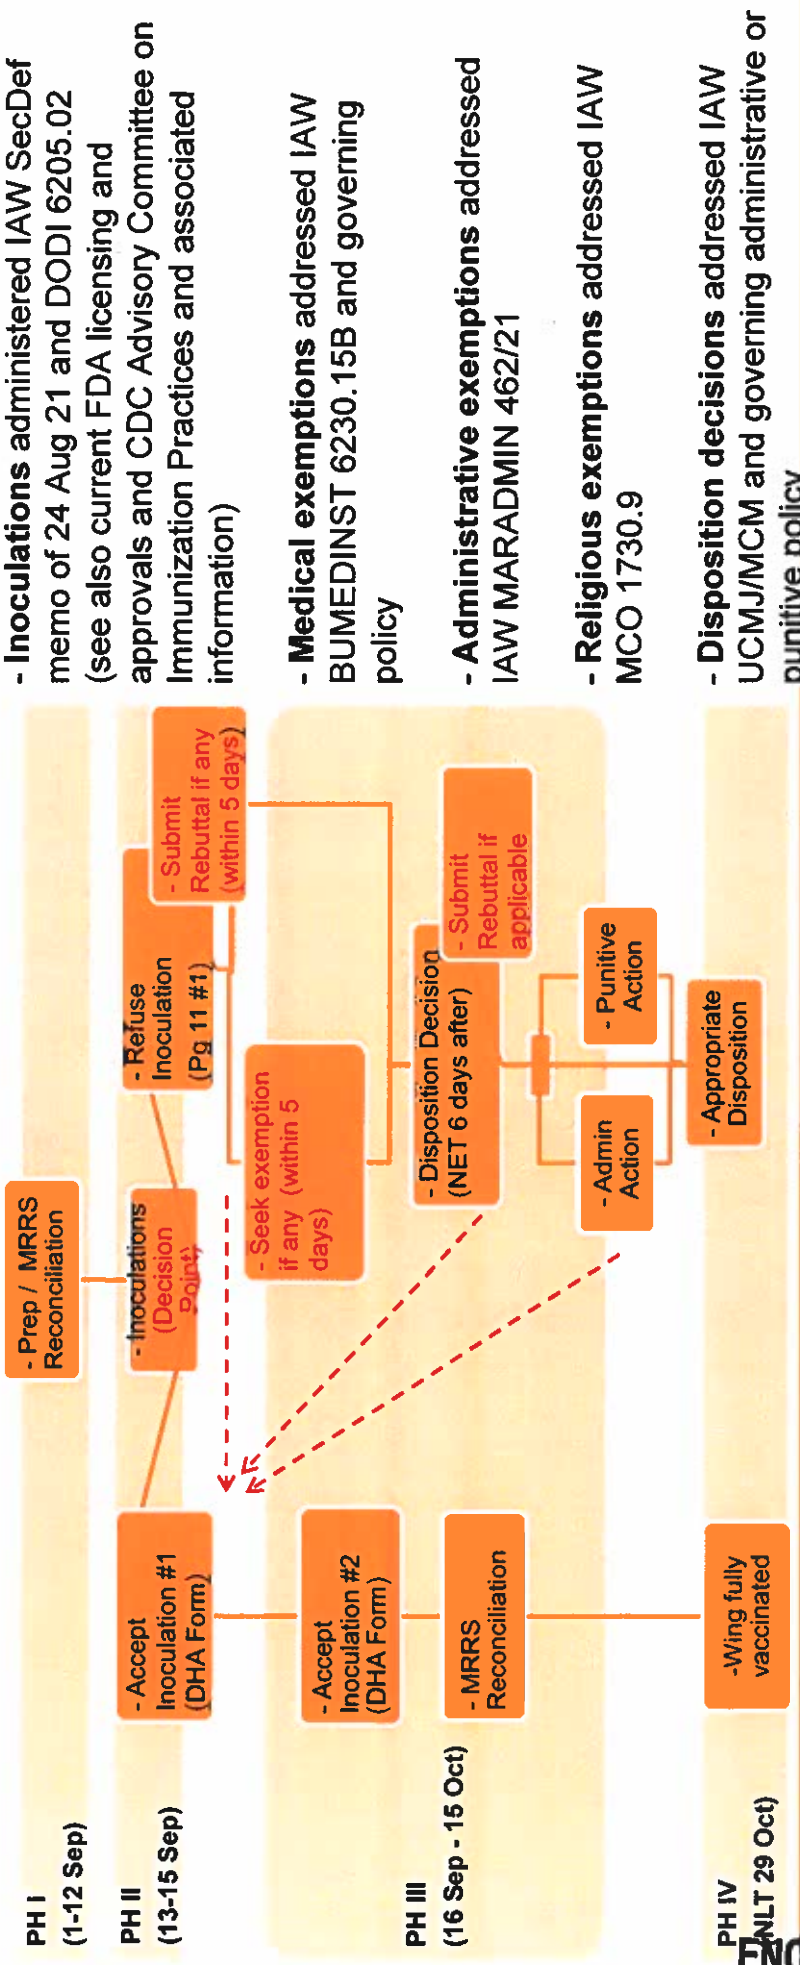 PH I
(1-12 Sep)
- Prep / MRRS
Reconciliation
PH II
(13-15 Sep)
- Accept
Inoculation #1
(DHA Form)
- Inoculations
(Decision
Point)
- Refuse
Inoculation
(Pg 11 #1)
- Submit
Rebuttal if any
(within 5 days)
- Seek exemption
if any (within 5
days)
PH III
(16 Sep - 15 Oct)
- Accept
Inoculation #2
(DHA Form)
- MRRS
Reconciliation
- Disposition Decision
(NET 6 days after)
- Submit
Rebuttal if
applicable
- Admin
Action
- Punitive
Action
PH IV
(NLT 29 Oct)
-Wing fully
vaccinated
- Appropriate
Disposition
- Inoculations administered IAW SecDef
memo of 24 Aug 21 and DODI 6205.02
(see also current FDA licensing and
approvals and CDC Advisory Committee on
Immunization Practices and associated
information)
- Medical exemptions addressed IAW
BUMEDINST 6230.15B and governing
policy
- Administrative exemptions addressed
IAW MARADMIN 462/21
- Religious exemptions addressed IAW
MCO 1730.9
- Disposition decisions addressed IAW
UCMJ/MCM and governing administrative or
punitive policy